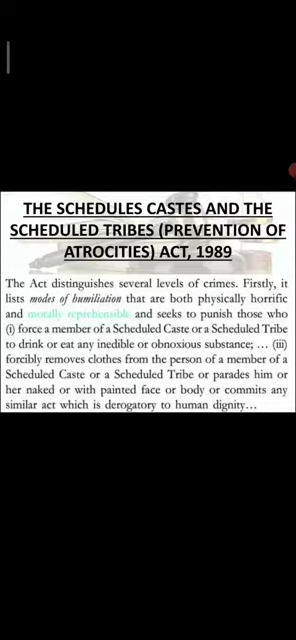 THE SCHEDULES CASTES AND THE
SCHEDULED TRIBES (PREVENTION OF
ATROCITIES) ACT, 1989
The Act distinguishes several levels of crimes. Firstly, it
lists modes of humiliation that are both physically horrific
and morally reprehensible and seeks to punish those who
(i) force a member of a Scheduled Caste or a Scheduled Tribe
to drink or eat any inedible or obnoxious substance; … (iii)
forcibly removes clothes from the person of a member of a
Scheduled Caste or a Scheduled Tribe or parades him or
her naked or with painted face or body or commits any
similar act which is derogatory to human dignity…